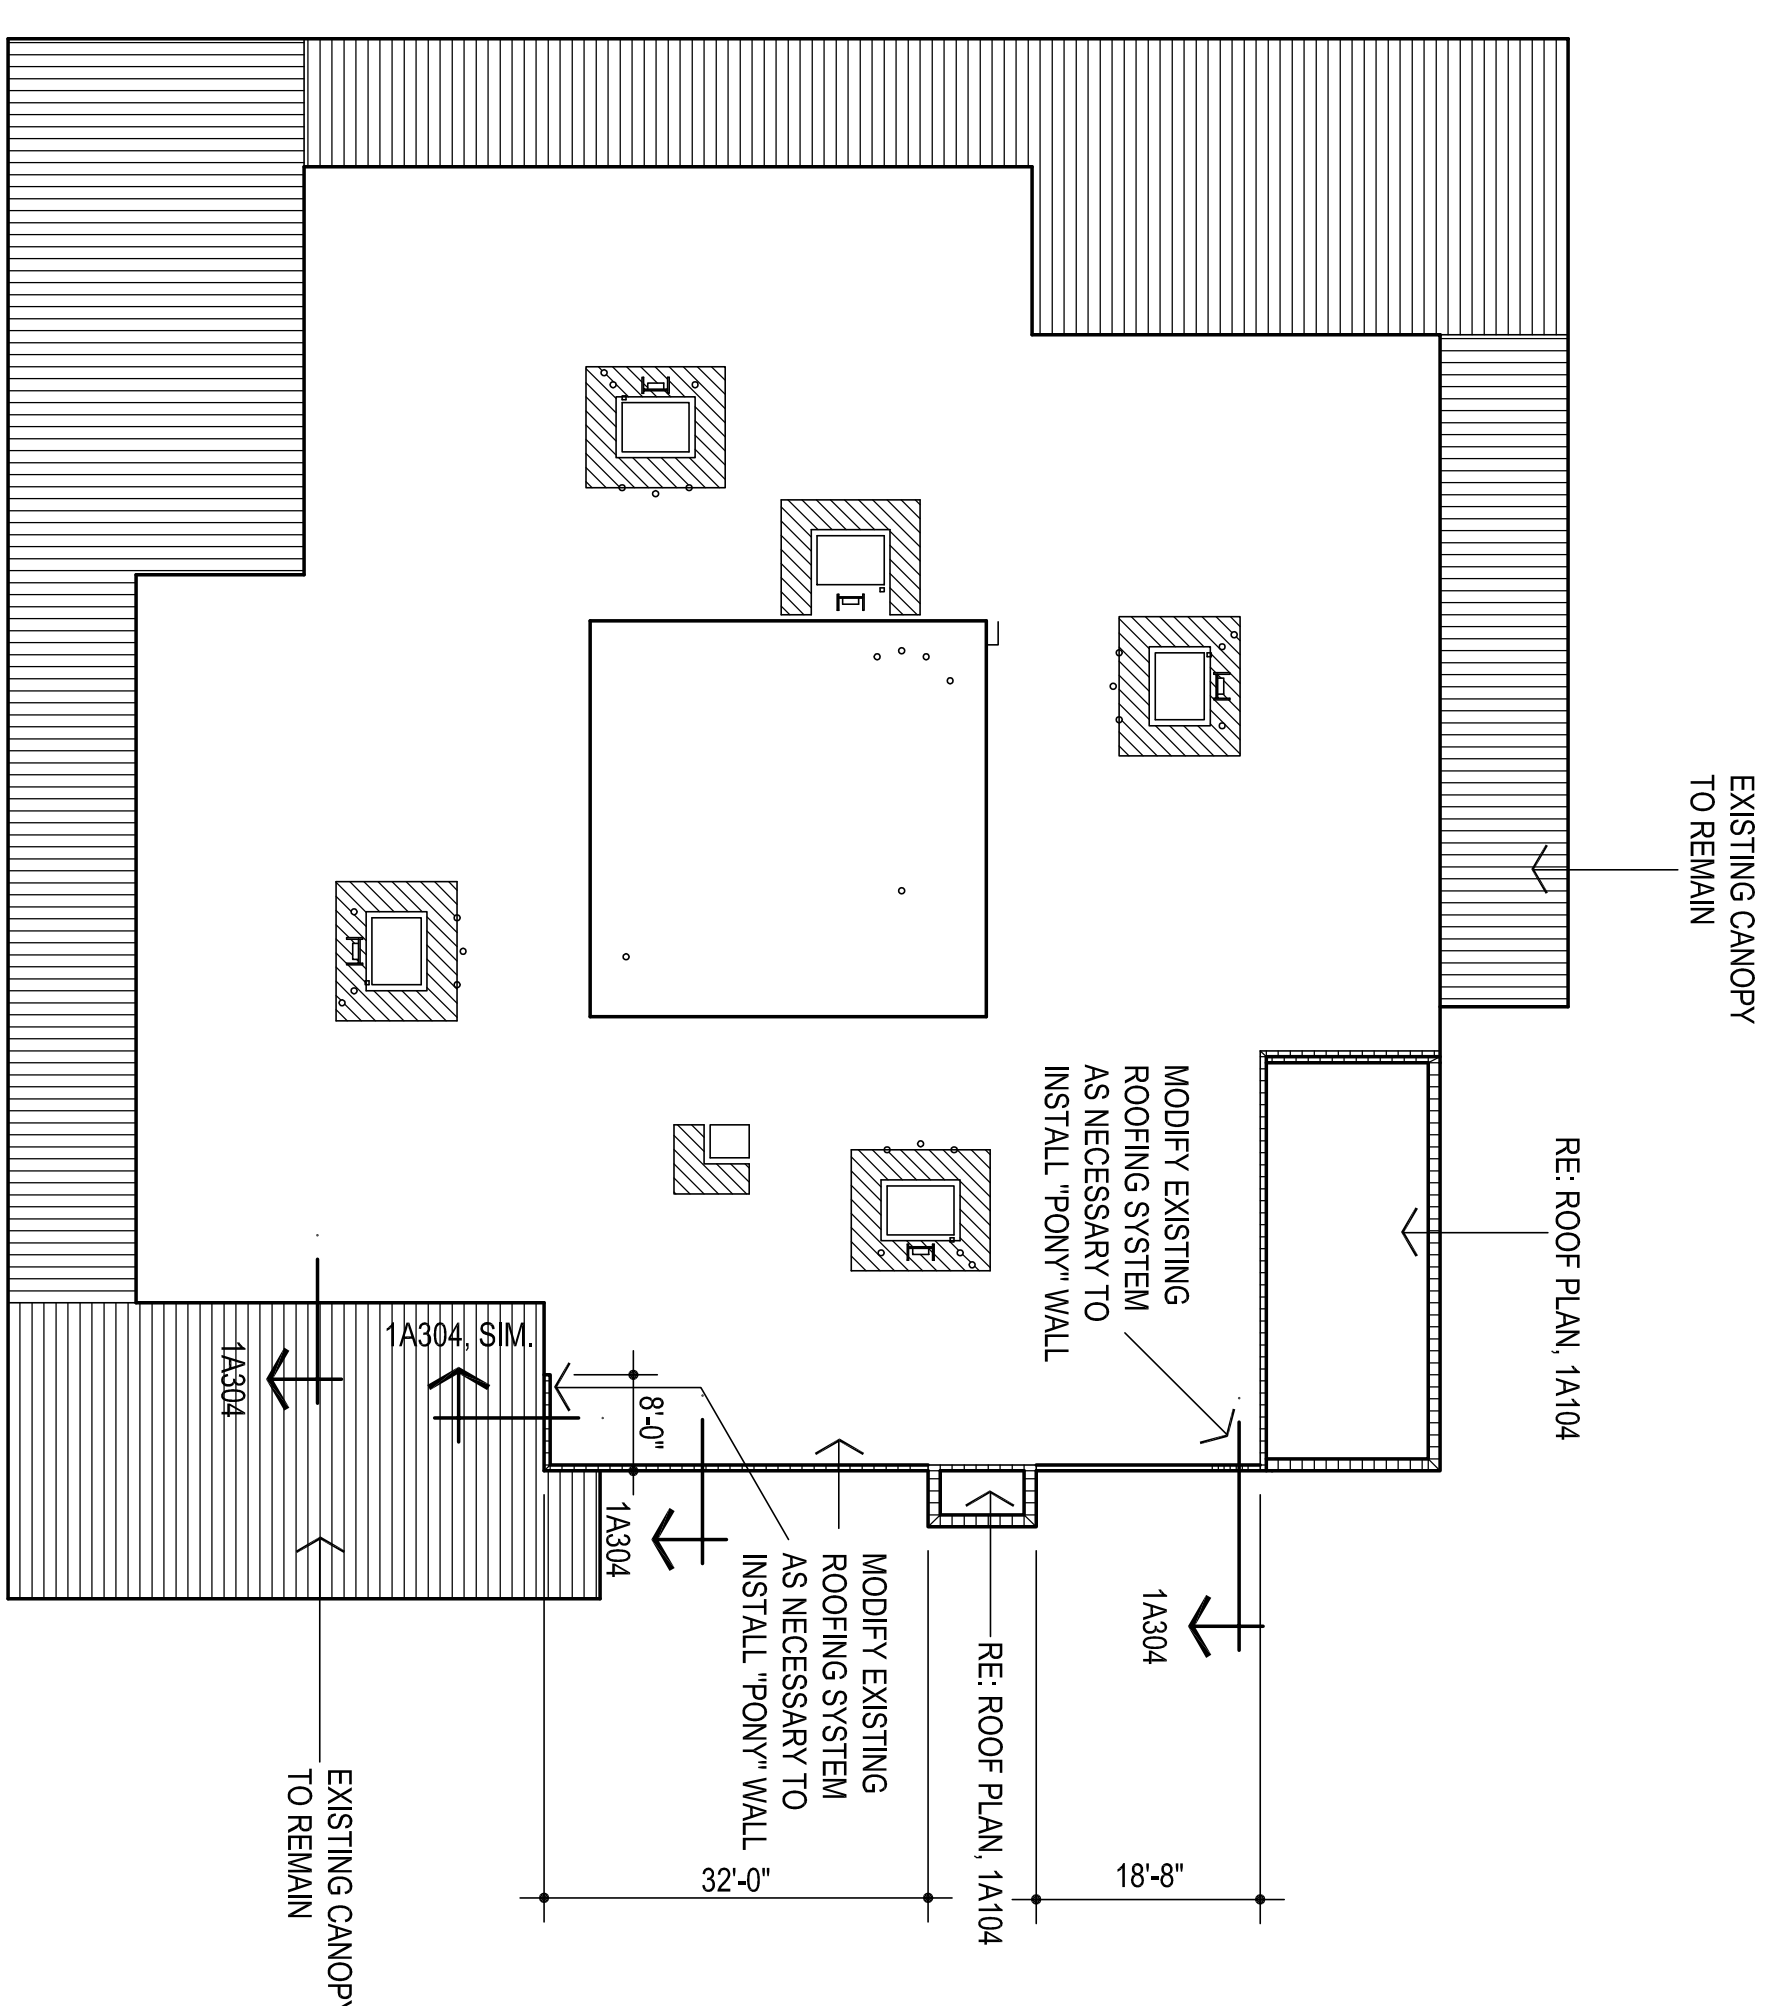 EXISTING CANOPY
TO REMAIN
RE: ROOF PLAN, 1A104
MODIFY EXISTING
ROOFING SYSTEM
AS NECESSARY TO
INSTALL "PONY" WALL
1A304, SIM.
1A304
8'-0"
1A304
1A304
MODIFY EXISTING
ROOFING SYSTEM
AS NECESSARY TO
INSTALL "PONY" WALL
RE: ROOF PLAN, 1A104
EXISTING CANOPY
TO REMAIN
32'-0"
18'-8"